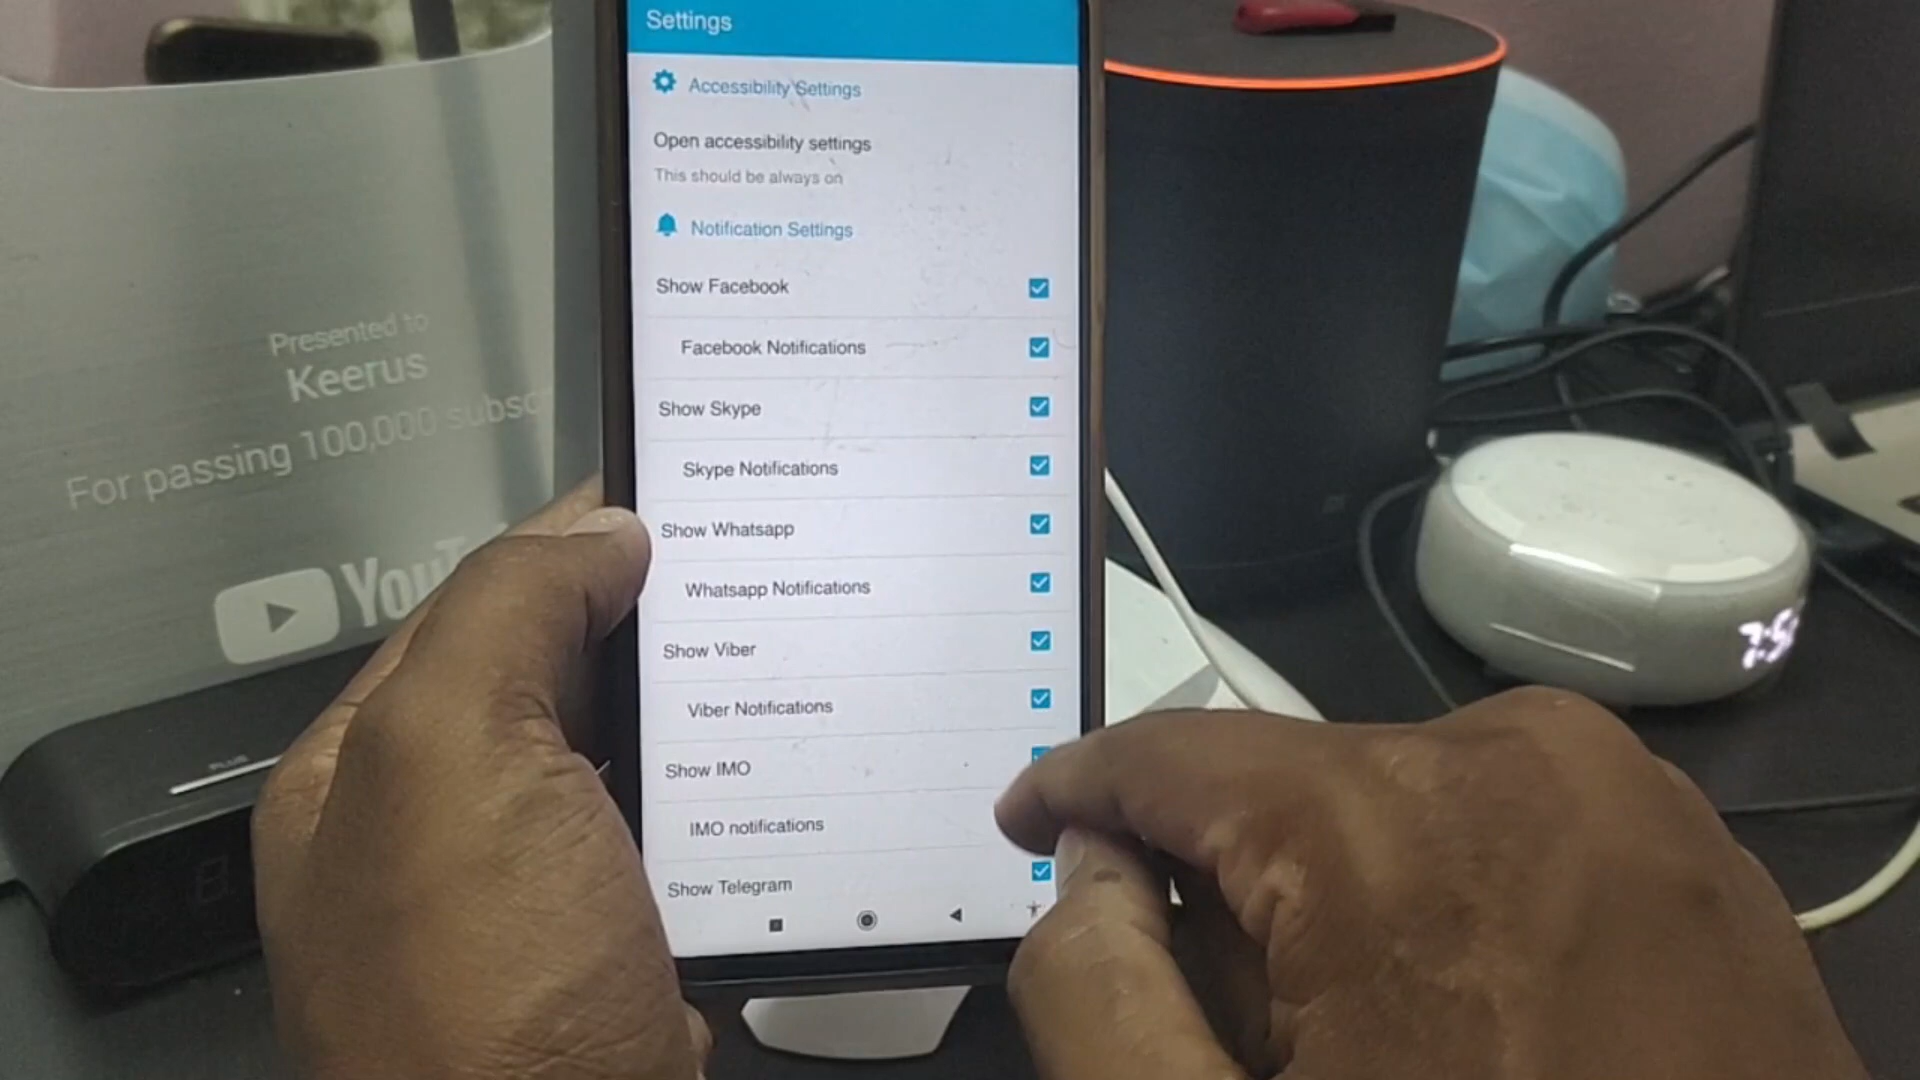 Settings
Accessibility Settings
Open accessibility settings
This should be always on
Notification Settings
Show Facebook
Facebook Notifications
Show Skype
Skype Notifications
Show Whatsapp
Whatsapp Notifications
Show Viber
Viber Notifications
Show IMO
IMO notifications
Show Telegram
Presented to
Keerus
For passing 100,000